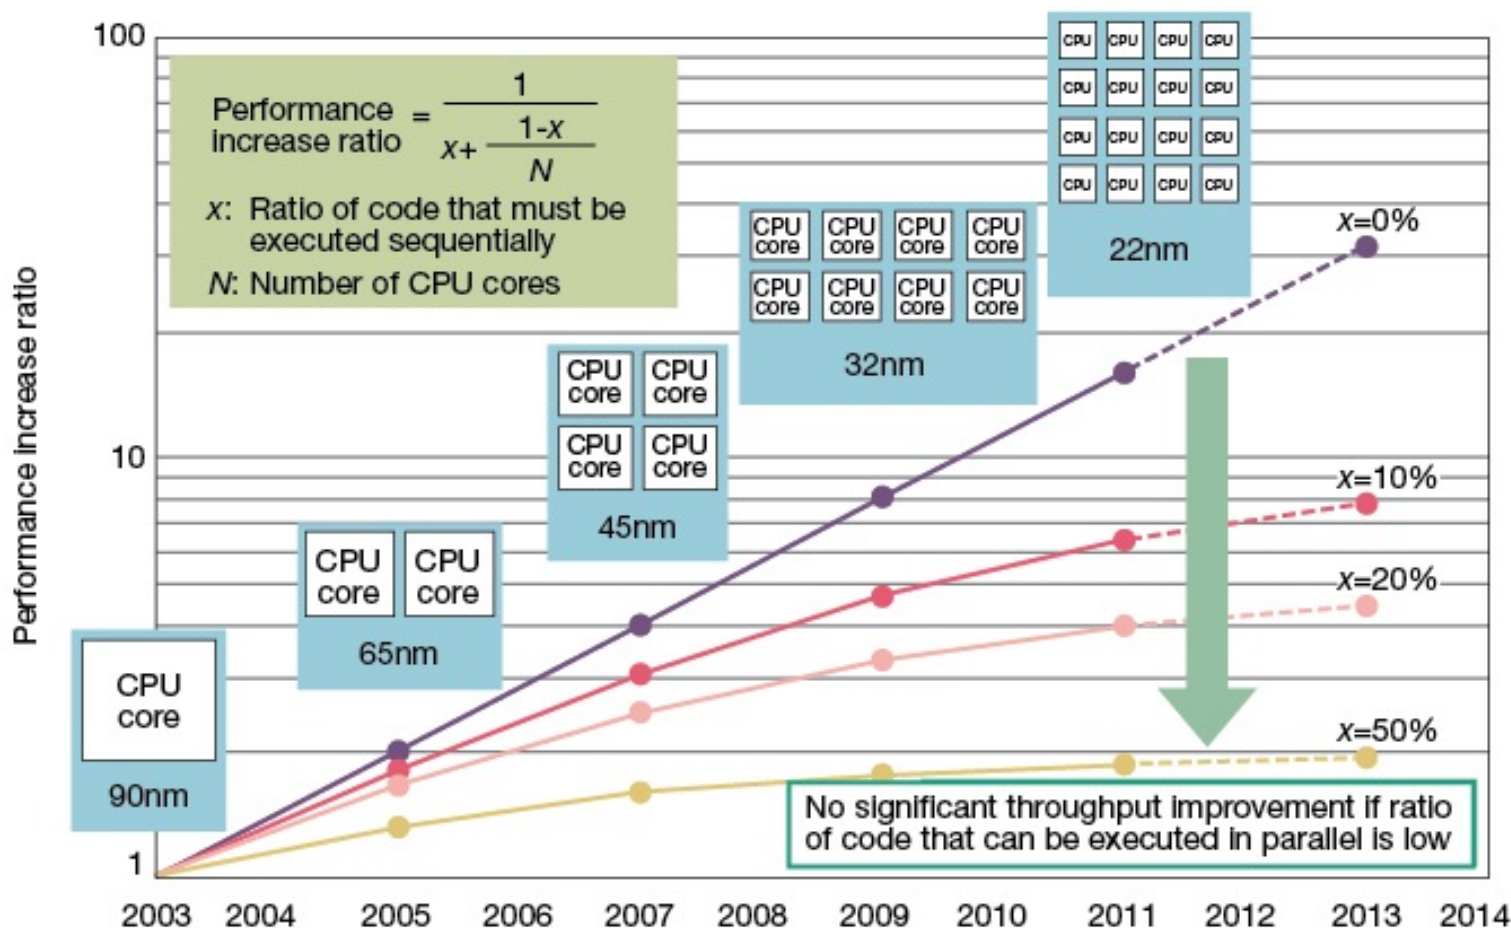 Performance increase ratio
100
10
1
Performance increase ratio = 1 / (x+ (1-x)/N)
x: Ratio of code that must be
executed sequentially
N: Number of CPU cores
CPU
core
90nm
CPU core CPU core
65nm
CPU core CPU core
CPU core CPU core
45nm
CPU core CPU core CPU core CPU core
CPU core CPU core CPU core CPU core
32nm
CPU CPU CPU CPU
CPU CPU CPU CPU
CPU CPU CPU CPU
CPU CPU CPU CPU
22nm
x=0%
x=10%
x=20%
x=50%
No significant throughput improvement if ratio
of code that can be executed in parallel is low
2003 2004 2005 2006 2007 2008 2009 2010 2011 2012 2013 2014